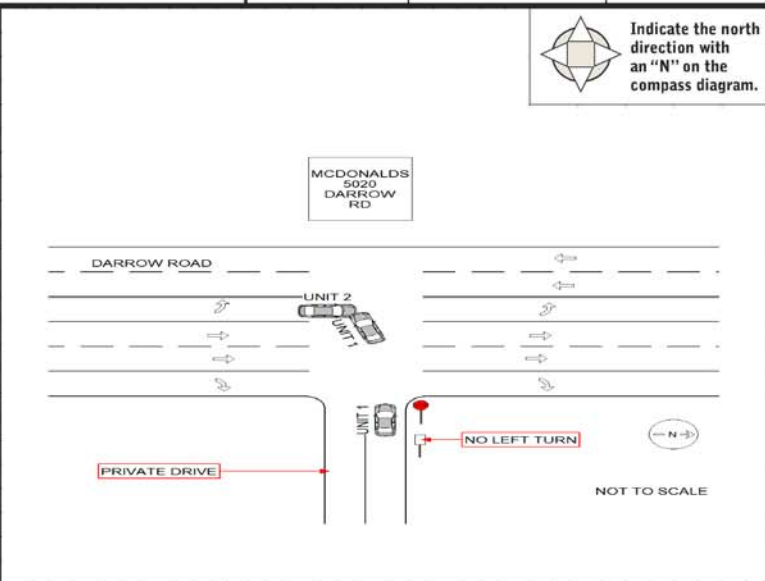 Indicate the north
direction with
an “N” on the
compass diagram.
MCDONALDS
5020
DARROW
RD
DARROW ROAD
UNIT 2
UNIT 1
UNIT 1
NO LEFT TURN
N
PRIVATE DRIVE
NOT TO SCALE